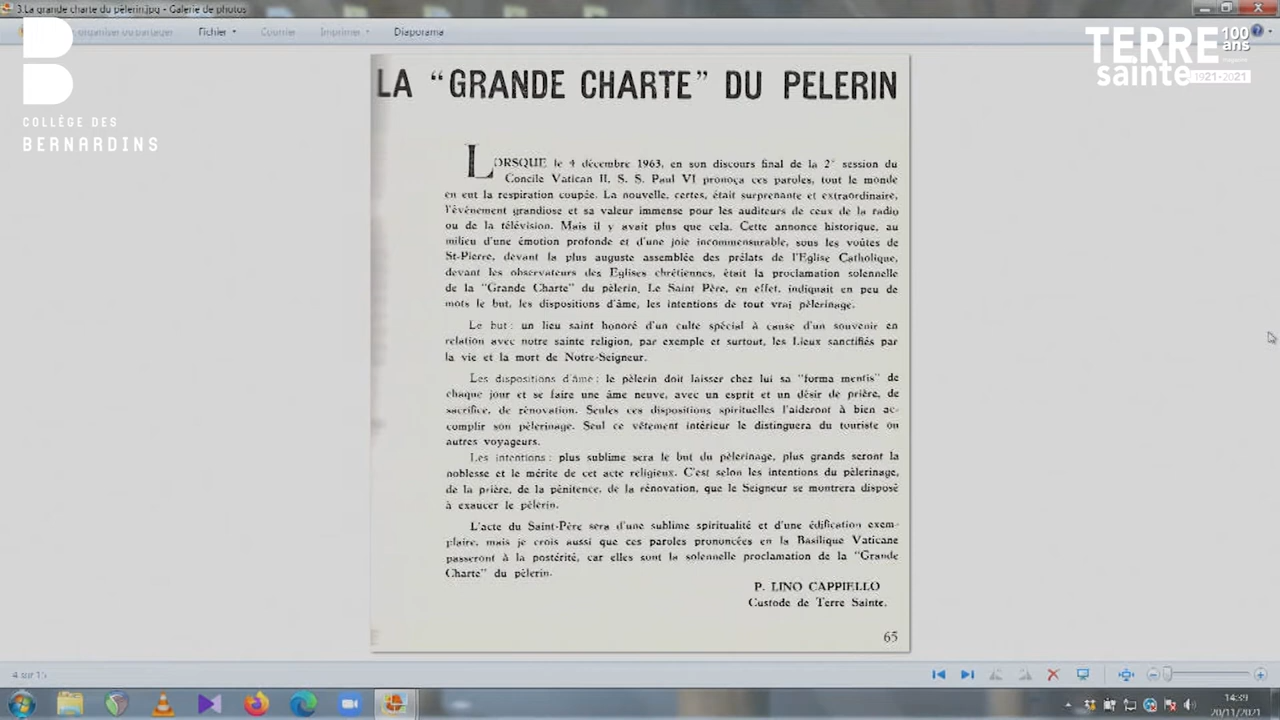 3.La grande charte du pèlerin.jpg - Galerie de photos
organiser ou partager Fichier Courrier Imprimer Diaporama
COLLÉGE DES
BERNARDINS
TERRE
sainte
100
ans
magazine
1921•2021
LA “GRANDE CHARTE” DU PELERIN
LORSQUE le 4 décembre 1963, en son discours final de la 2e session du
Concile Vatican II, S. S. Paul VI pronoça ces paroles, tout le monde
en eut la respiration coupée. La nouvelle, certes, était surprenante et extraordinaire,
l'événement grandiose et sa valeur immense pour les auditeurs de ceux de la radio
ou de la télévision. Mais il y avait plus que cela. Cette annonce historique, au
milieu d'une émotion profonde et d'une joie incommensurable, sous les voûtes de
St-Pierre, devant la plus auguste assemblée des prélats de l'Eglise Catholique,
devant les observateurs des Eglises chrétiennes, était la proclamation solennelle
de la “Grande Charte” du pèlerin. Le Saint Père, en effet, indiquait en peu de
mots le but, les dispositions d'âme, les intentions de tout vrai pèlerinage.
Le but : un lieu saint honoré d'un culte spécial à cause d'un souvenir en
relation avec notre sainte religion, par exemple et surtout, les Lieux sanctifiés par
la vie et la mort de Notre-Seigneur.
Les dispositions d'âme : le pèlerin doit laisser chez lui sa “forma mentis” de
chaque jour et se faire une âme neuve, avec un esprit et un désir de prière, de
sacrifice, de rénovation. Seules ces dispositions spirituelles l'aideront à bien ac-
complir son pèlerinage. Seul ce vêtement intérieur le distinguera du touriste ou
autres voyageurs.
Les intentions : plus sublime sera le but du pèlerinage, plus grands seront la
noblesse et le mérite de cet acte religieux. C'est selon les intentions du pèlerinage,
de la prière, de la pénitence, de la rénovation, que le Seigneur se montrera disposé
à exaucer le pèlerin.
L'acte du Saint-Père sera d'une sublime spiritualité et d'une édification exem-
plaire, mais je crois aussi que ces paroles prononcées en la Basilique Vaticane
passeront à la postérité, car elles sont la solennelle proclamation de la “Grande
Charte” du pèlerin.
P. LINO CAPPIELLO
Custode de Terre Sainte.
65
4 sur 15
14:39
20/11/2021